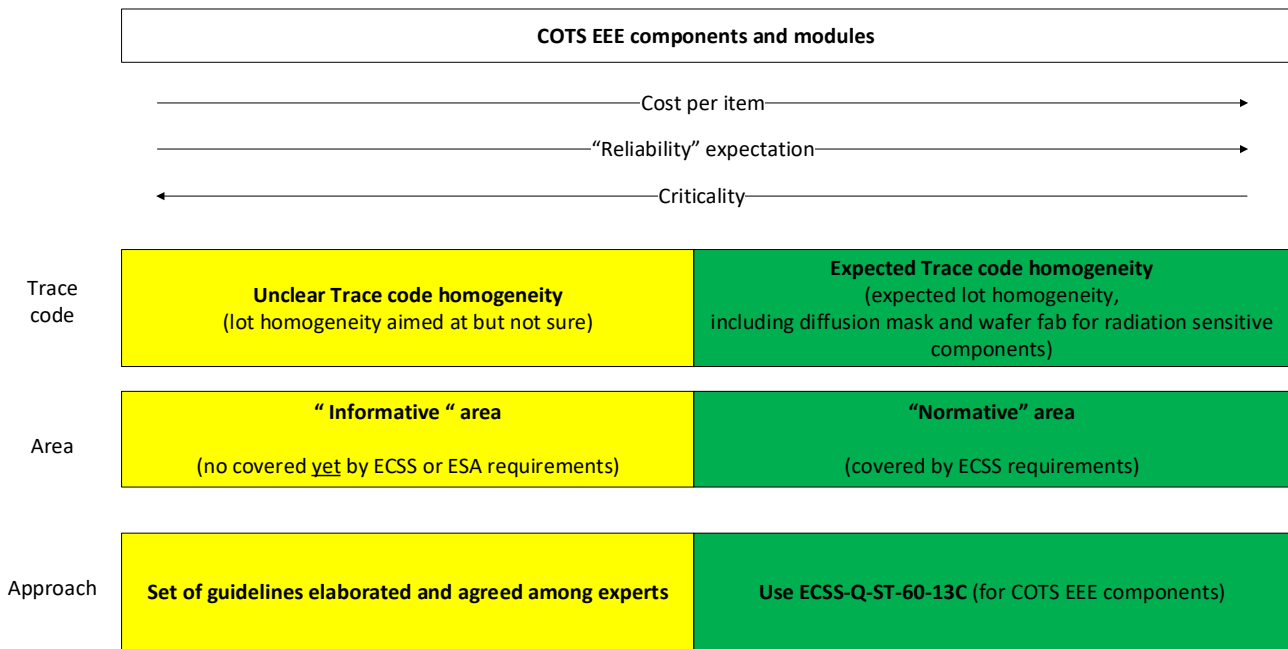 COTS EEE components and modules
Cost per item
“Reliability” expectation
Criticality
Trace
code
Unclear Trace code homogeneity
(lot homogeneity aimed at but not sure)
Expected Trace code homogeneity
(expected lot homogeneity,
including diffusion mask and wafer fab for radiation sensitive
components)
Area
“ Informative “ area
(no covered yet by ECSS or ESA requirements)
“Normative” area
(covered by ECSS requirements)
Approach
Set of guidelines elaborated and agreed among experts
Use ECSS-Q-ST-60-13C (for COTS EEE components)